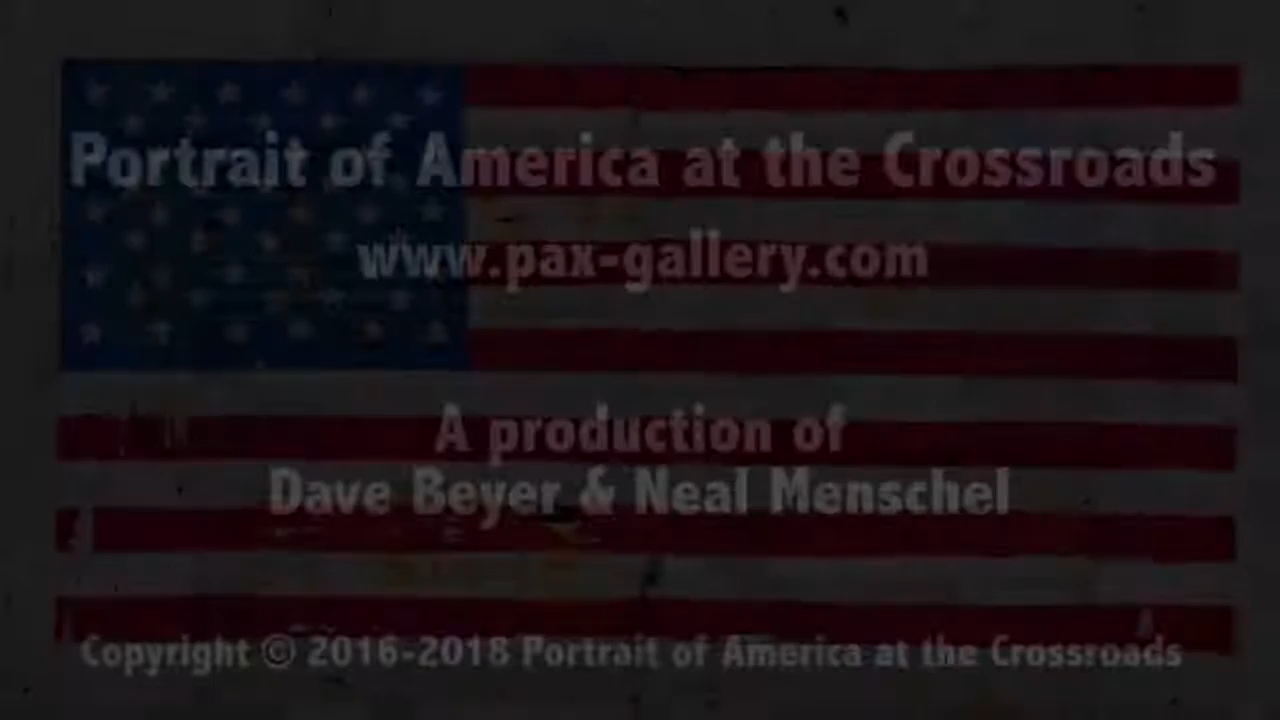 Portrait of America at the Crossroads
www.pax-gallery.com
A production of
Dave Beyer & Neal Menschel
Copyright © 2016-2018 Portrait of America at the Crossroads